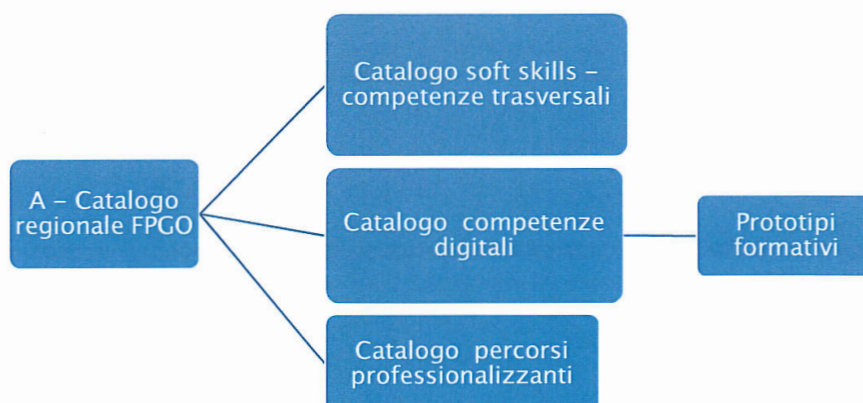 Catalogo soft skills –
competenze trasversali
A – Catalogo
regionale FPGO
Catalogo competenze
digitali
Prototipi
formativi
Catalogo percorsi
professionalizzanti